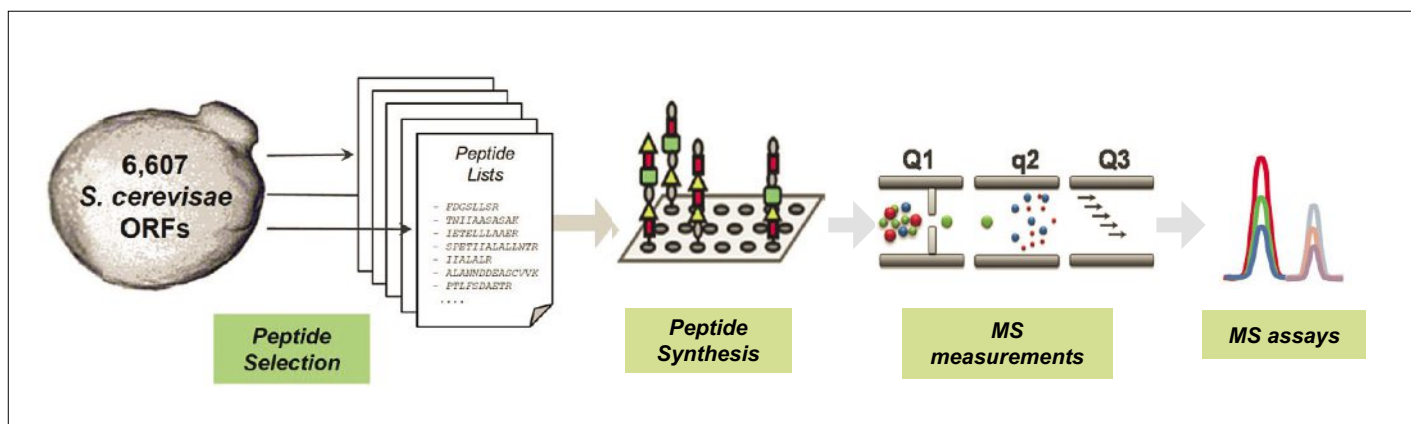 6,607
S. cerevisae
ORFs
Peptide
Selection
Peptide
Lists
- FDGSLLSR
- TNIIAASASAK
- IETELLLAAER
- SPETIIALALLNTR
- IIALALR
- ALANNDDEASCVVK
- PTLFSDAETR
....
Peptide
Synthesis
Q1
q2
Q3
MS
measurements
MS assays